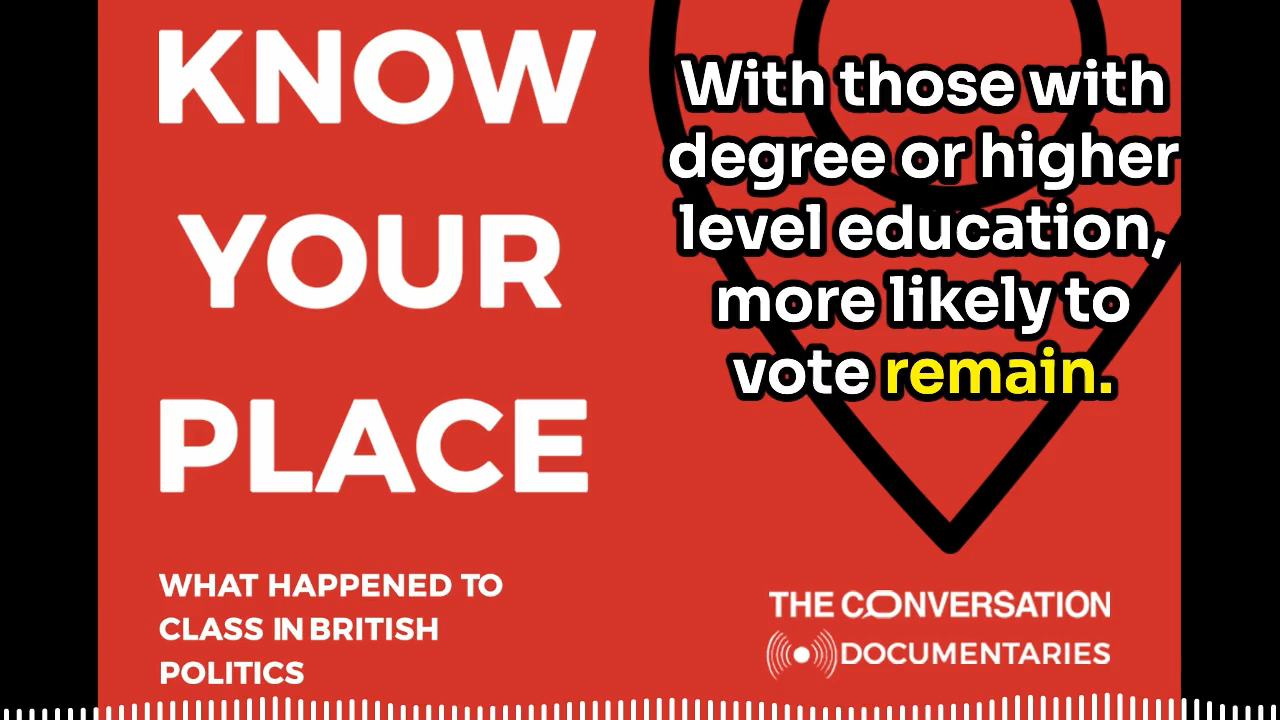 KNOW
YOUR
PLACE
WHAT HAPPENED TO
CLASS IN BRITISH
POLITICS
With those with
degree or higher
level education,
more likely to
vote remain.
THE CONVERSATION
DOCUMENTARIES